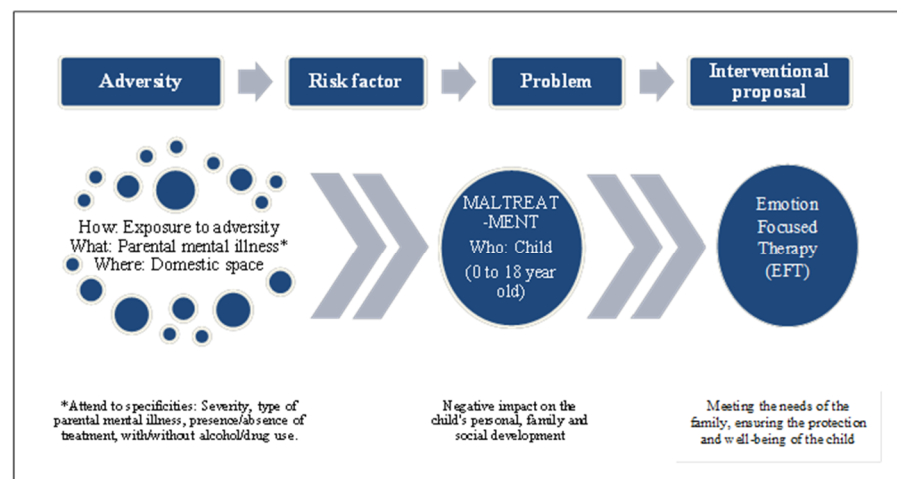 Adversity
Risk factor
Problem
Interventional
proposal
How: Exposure to adversity
What: Parental mental illness*
Where: Domestic space
MALTREAT
-MENT
Who: Child
(0 to 18 year
old)
Emotion
Focused
Therapy
(EFT)
*Attend to specificities: Severity, type of
parental mental illness, presence/absence of
treatment, with/without alcohol/drug use.
Negative impact on the
child's personal, family and
social development
Meeting the needs of the
family, ensuring the protection
and well-being of the child